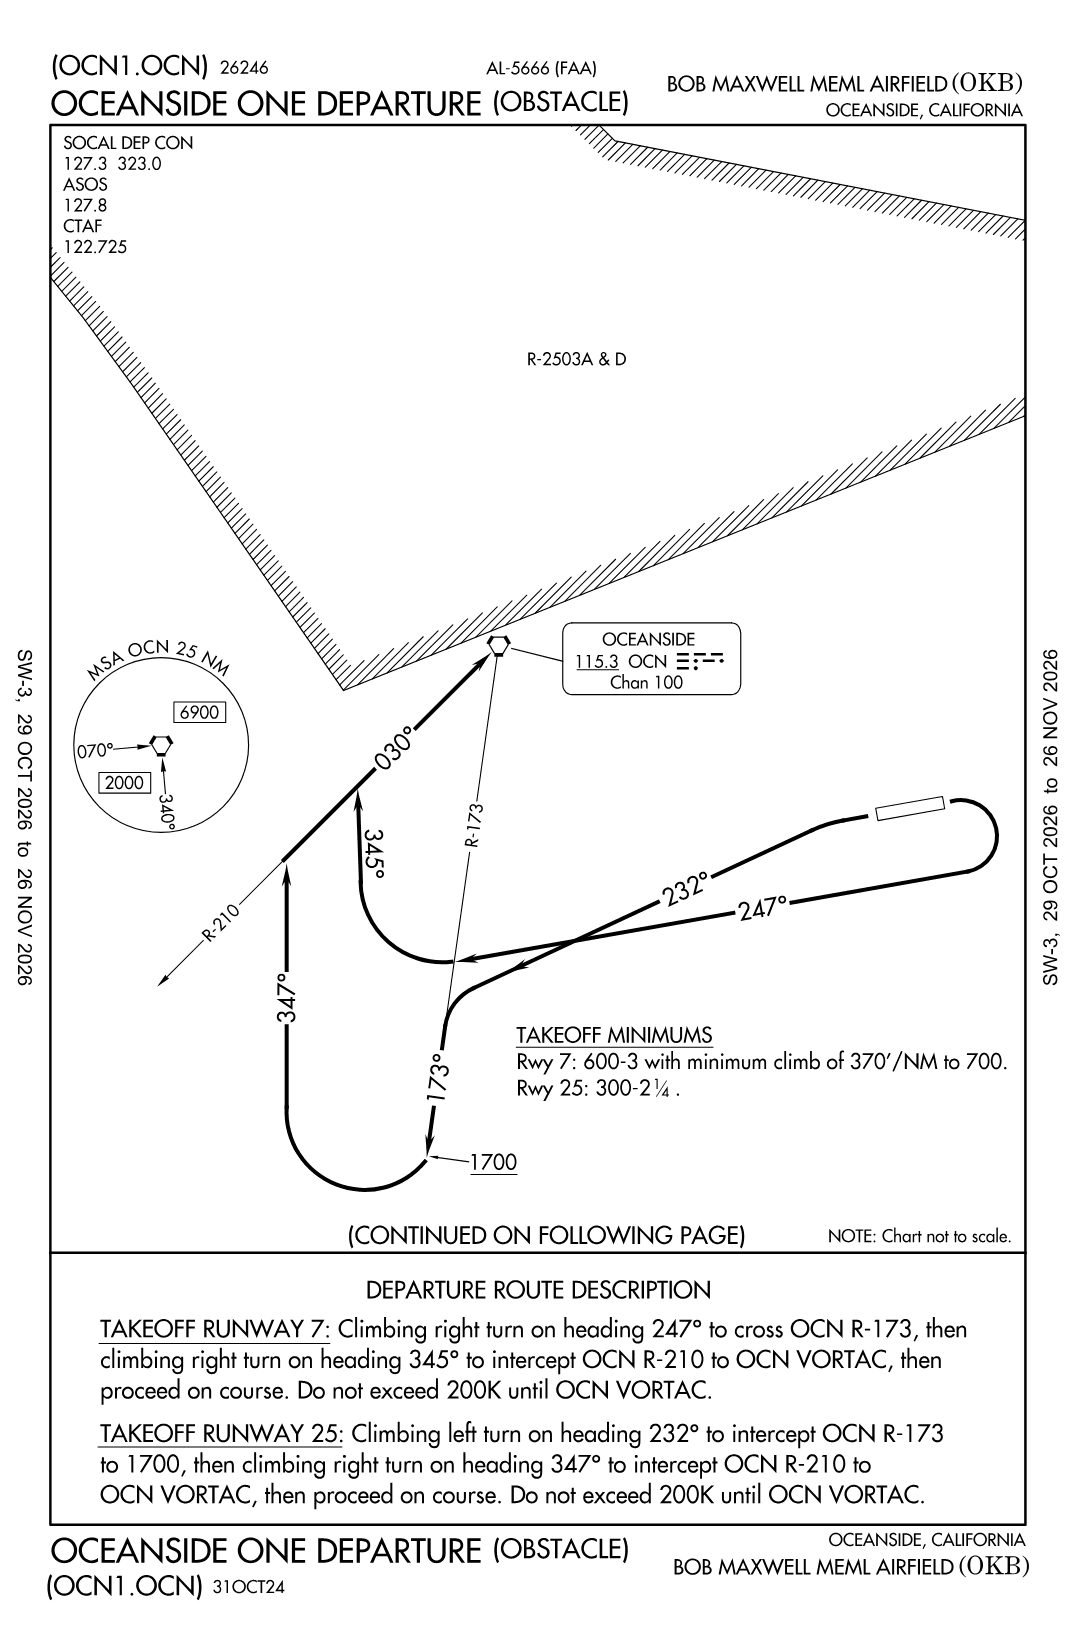 (OCN1.OCN) 26246
AL-5666 (FAA)
OCEANSIDE ONE DEPARTURE (OBSTACLE)
BOB MAXWELL MEML AIRFIELD (OKB)
OCEANSIDE, CALIFORNIA
SOCAL DEP CON
127.3 323.0
ASOS
127.8
CTAF
122.725
R-2503A & D
OCEANSIDE
115.3 OCN
Chan 100
MSA OCN 25 NM
6900
070°
2000
340°
030°
R-173
345°
R-210
232°
247°
347°
173°
1700
TAKEOFF MINIMUMS
Rwy 7: 600-3 with minimum climb of 370'/NM to 700.
Rwy 25: 300-2¼ .
(CONTINUED ON FOLLOWING PAGE)
NOTE: Chart not to scale.
SW-3, 29 OCT 2026 to 26 NOV 2026
SW-3, 29 OCT 2026 to 26 NOV 2026
DEPARTURE ROUTE DESCRIPTION
TAKEOFF RUNWAY 7: Climbing right turn on heading 247° to cross OCN R-173, then
climbing right turn on heading 345° to intercept OCN R-210 to OCN VORTAC, then
proceed on course. Do not exceed 200K until OCN VORTAC.
TAKEOFF RUNWAY 25: Climbing left turn on heading 232° to intercept OCN R-173
to 1700, then climbing right turn on heading 347° to intercept OCN R-210 to
OCN VORTAC, then proceed on course. Do not exceed 200K until OCN VORTAC.
OCEANSIDE ONE DEPARTURE (OBSTACLE)
(OCN1.OCN) 31OCT24
OCEANSIDE, CALIFORNIA
BOB MAXWELL MEML AIRFIELD (OKB)